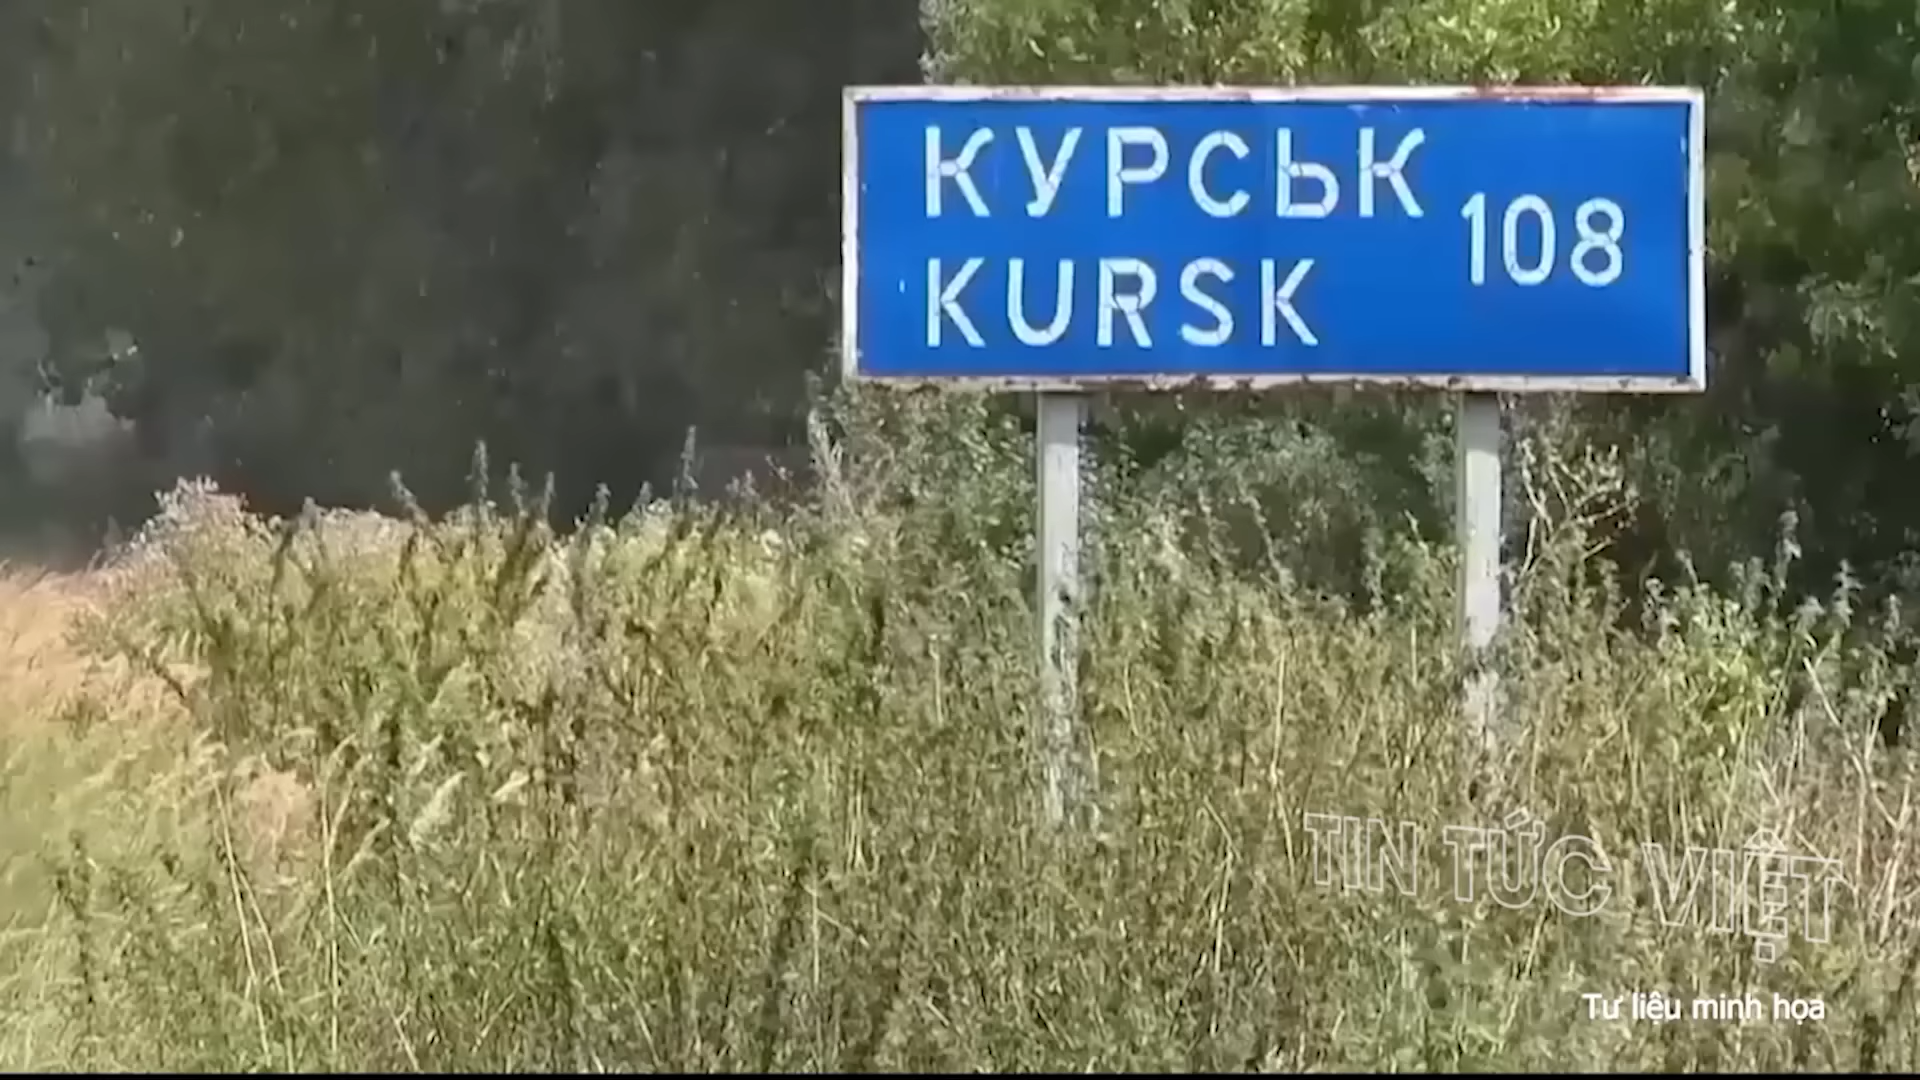 КУРСЬК 108
KURSK
TIN TỨC VIỆT
Tư liệu minh họa